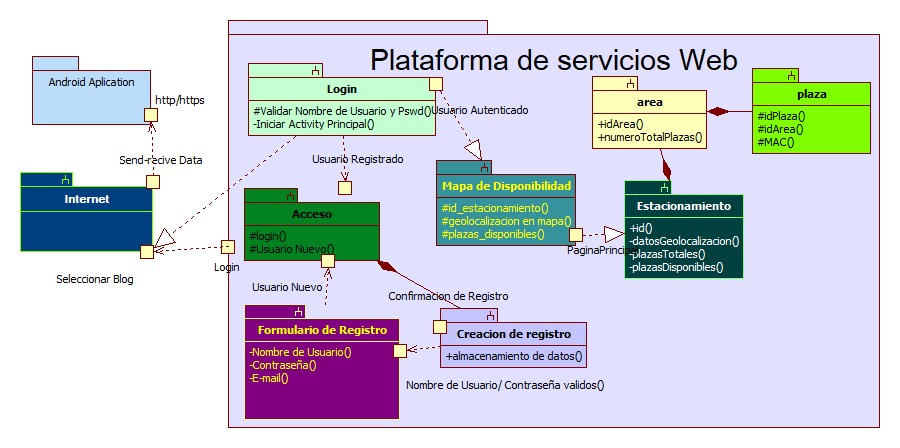 Plataforma de servicios Web
Android Aplication
http/https
Send-recive Data
Internet
Seleccionar Blog
Login
Login
#Validar Nombre de Usuario y Pswd()
-Iniciar Activity Principal()
Usuario Autenticado
Usuario Registrado
area
+idArea()
+numeroTotalPlazas()
plaza
#idPlaza()
#idArea()
#MAC()
Mapa de Disponibilidad
#id_estacionamiento()
#geolocalizacion en mapa()
#plazas_disponibles()
PaginaPrincipal
Estacionamiento
+id()
-datosGeolocalizacion()
-plazasTotales()
-plazasDisponibles()
Acceso
#login()
#Usuario Nuevo()
Usuario Nuevo
Confirmacion de Registro
Formulario de Registro
-Nombre de Usuario()
-Contraseña()
-E-mail()
Creacion de registro
+almacenamiento de datos()
Nombre de Usuario/ Contraseña validos()